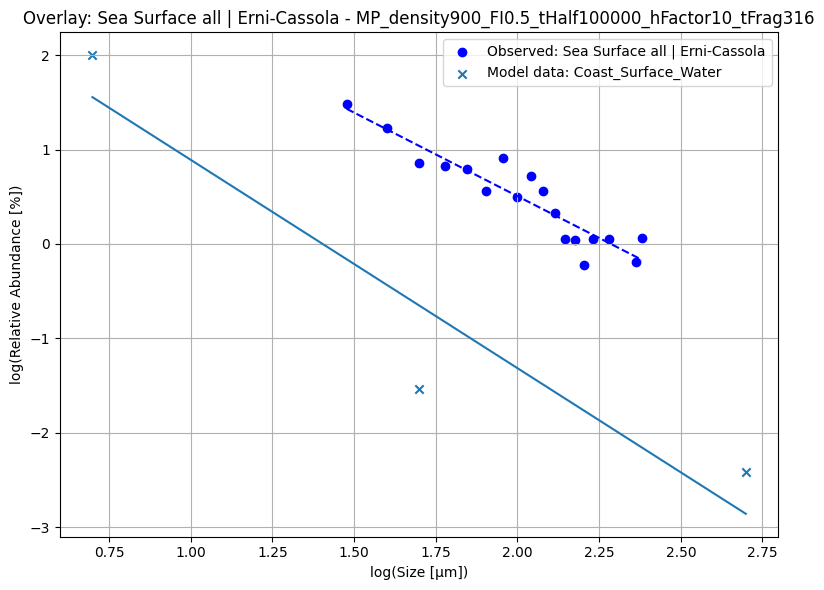 Overlay: Sea Surface all | Erni-Cassola - MP_density900_FI0.5_tHalf100000_hFactor10_tFrag316
Observed: Sea Surface all | Erni-Cassola
Model data: Coast_Surface_Water
log(Relative Abundance [%])
2
1
0
−1
−2
−3
0.75 1.00 1.25 1.50 1.75 2.00 2.25 2.50 2.75
log(Size [μm])